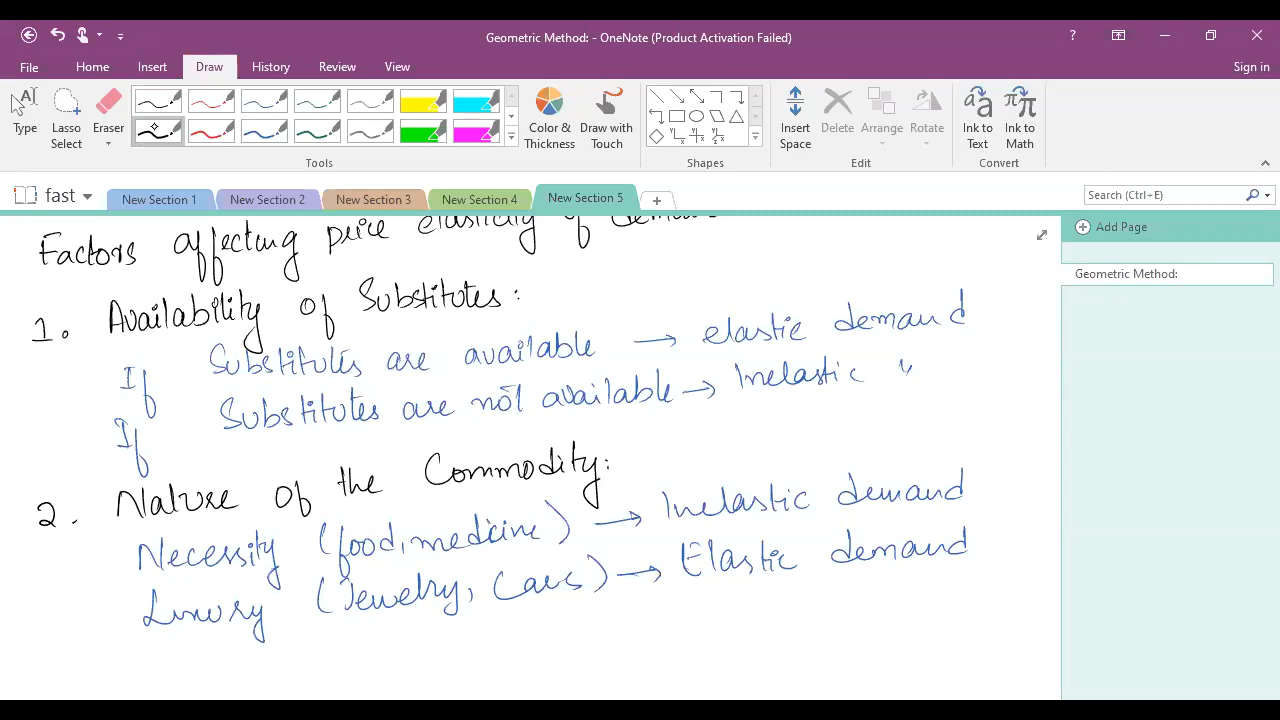 Geometric Method: - OneNote (Product Activation Failed)
?
File Home Insert Draw History Review View
Sign in
Type
Lasso Select
Eraser
Color & Thickness
Draw with Touch
Insert Space
Delete
Arrange
Rotate
Ink to Text
Ink to Math
Tools
Shapes
Edit
Convert
fast
New Section 1
New Section 2
New Section 3
New Section 4
New Section 5
Search (Ctrl+E)
Add Page
Geometric Method:
Factors affecting price elasticity of demand
1. Availability of Substitutes:
If Substitutes are available → elastic demand
If Substitutes are not available → Inelastic "
2. Nature of the Commodity:
Necessity (food, medicine) → Inelastic demand
Luxury (Jewelry, Cars) → Elastic demand